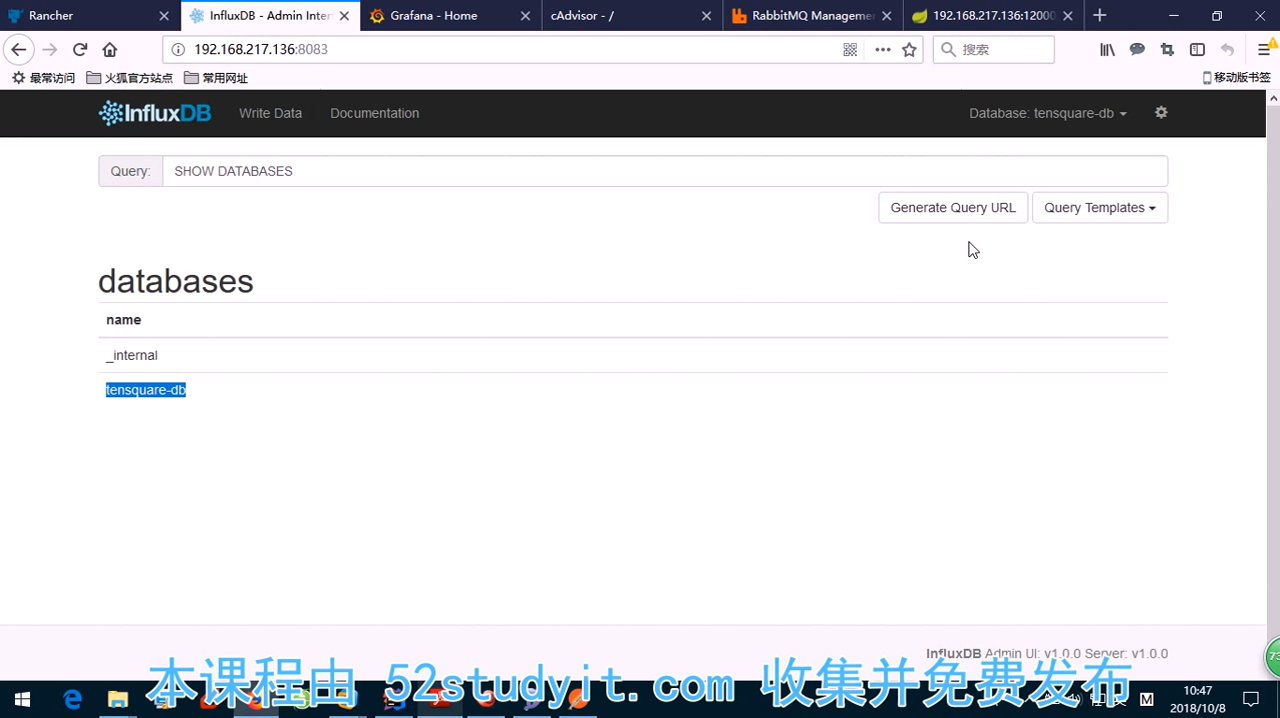 Rancher
InfluxDB - Admin Inter
Grafana - Home
cAdvisor - /
RabbitMQ Manageme
192.168.217.136:12000
192.168.217.136:8083
搜索
最常访问
火狐官方站点
常用网址
移动版书签
InfluxDB
Write Data
Documentation
Database: tensquare-db
Query:
SHOW DATABASES
Generate Query URL
Query Templates
databases
name
_internal
tensquare-db
InfluxDB Admin UI: v1.0.0 Server: v1.0.0
本课程由 52studyit.com 收集并免费发布
10:47
2018/10/8